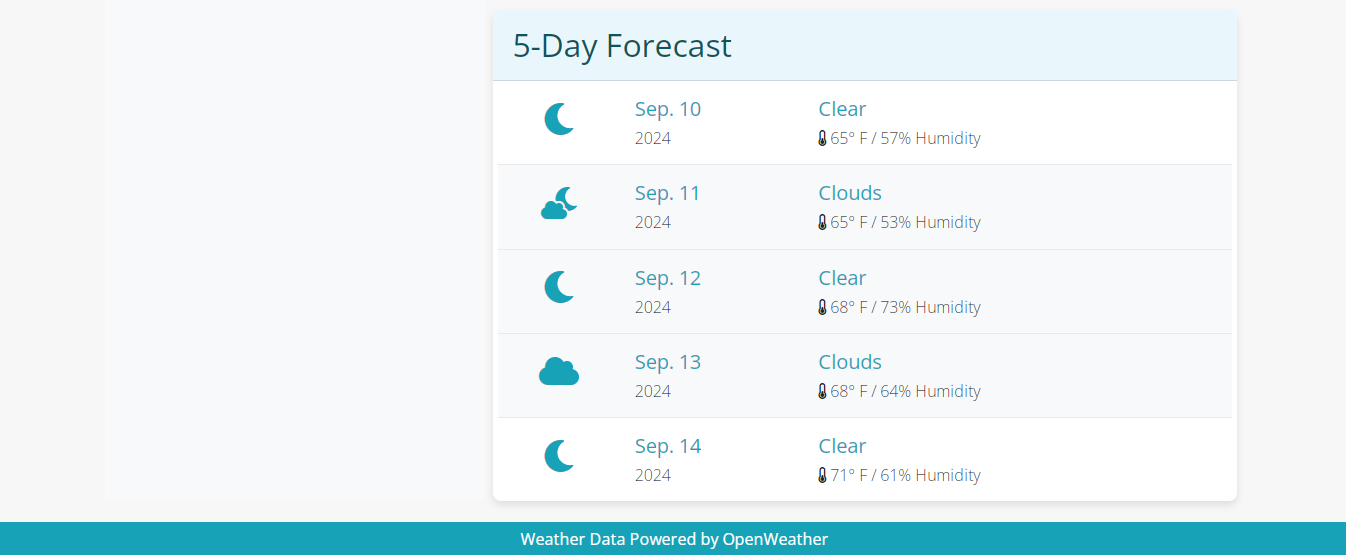 5-Day Forecast
Sep. 10
Clear
2024
65° F / 57% Humidity
Sep. 11
Clouds
2024
65° F / 53% Humidity
Sep. 12
Clear
2024
68° F / 73% Humidity
Sep. 13
Clouds
2024
68° F / 64% Humidity
Sep. 14
Clear
2024
71° F / 61% Humidity
Weather Data Powered by OpenWeather